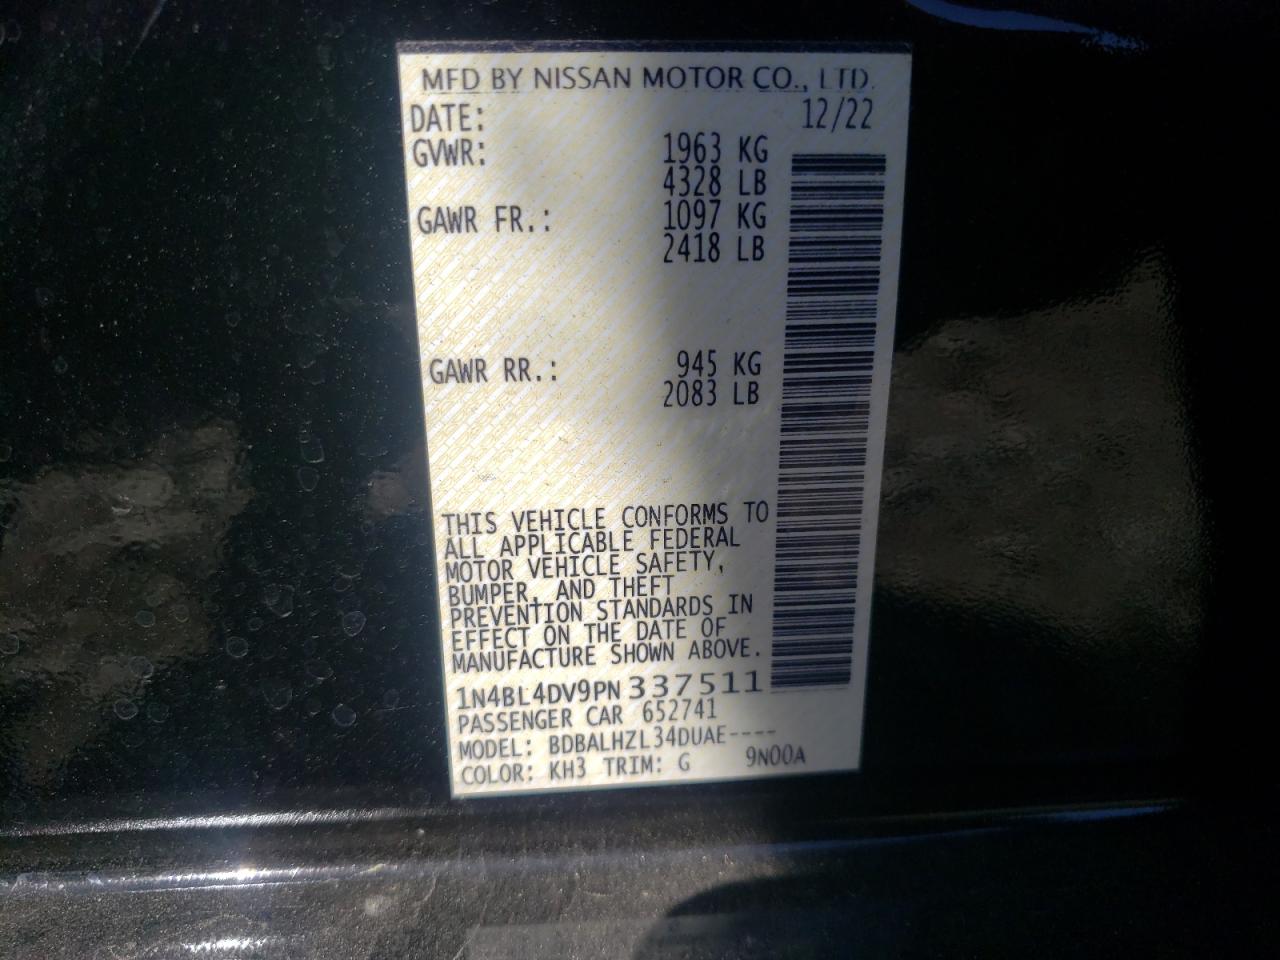 MFD BY NISSAN MOTOR CO., LTD.
DATE: 12/22
GVWR: 1963 KG
4328 LB
GAWR FR.: 1097 KG
2418 LB
GAWR RR.: 945 KG
2083 LB
THIS VEHICLE CONFORMS TO
ALL APPLICABLE FEDERAL
MOTOR VEHICLE SAFETY,
BUMPER, AND THEFT
PREVENTION STANDARDS IN
EFFECT ON THE DATE OF
MANUFACTURE SHOWN ABOVE.
1N4BL4DV9PN337511
PASSENGER CAR 652741
MODEL: BDBALHZL34DUAE----
COLOR: KH3 TRIM: G 9N00A